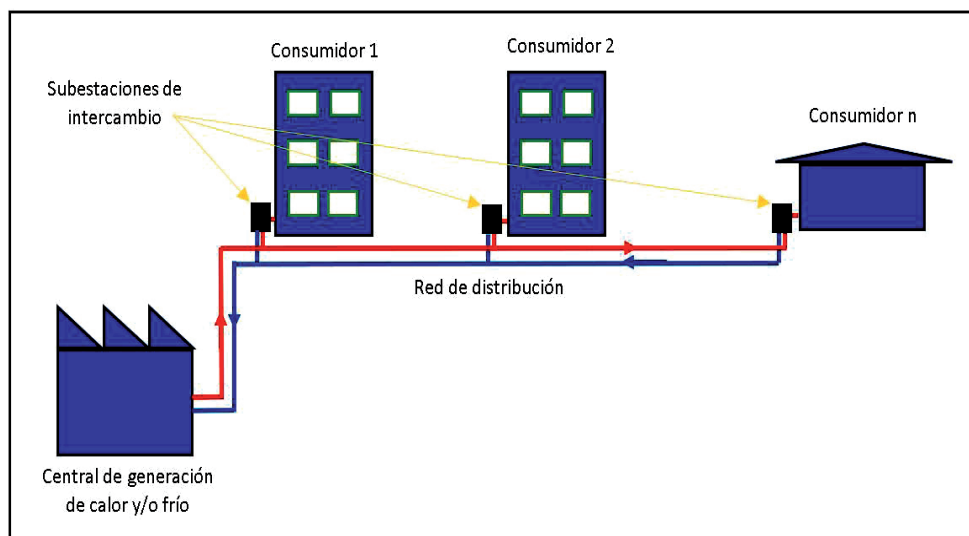 Consumidor 1
Consumidor 2
Subestaciones de
intercambio
Consumidor n
Red de distribución
Central de generación
de calor y/o frío